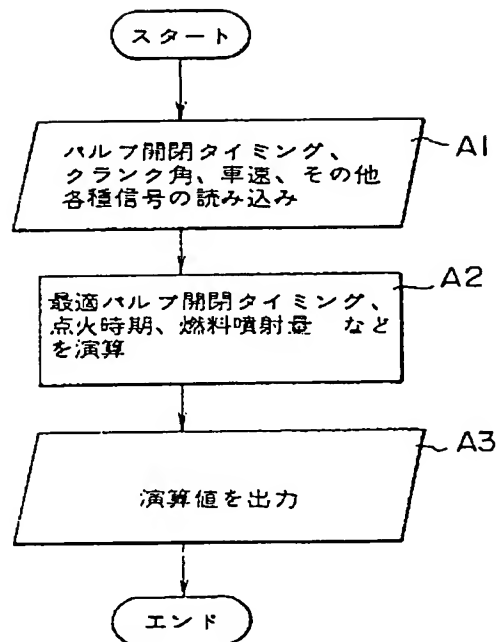 スタート
バルブ開閉タイミング、
クランク角、車速、その他
各種信号の読み込み
A1
最適バルブ開閉タイミング、
点火時期、燃料噴射量 など
を演算
A2
演算値を出力
A3
エンド